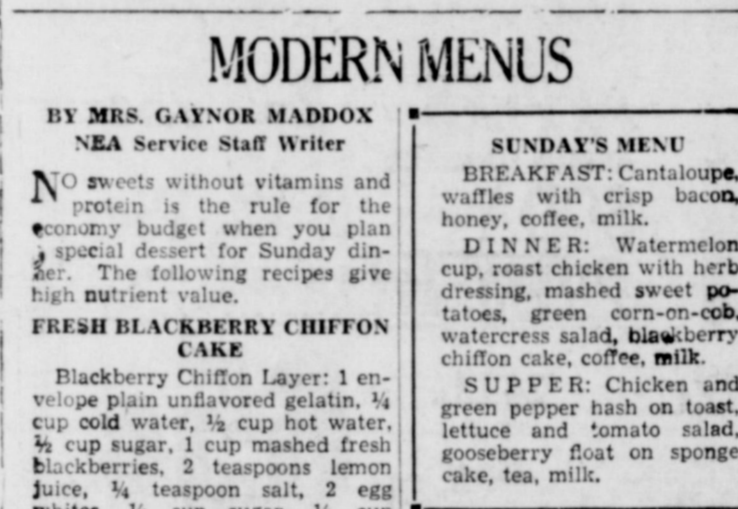 MODERN MENUS
BY MRS. GAYNOR MADDOX
NEA Service Staff Writer
NO sweets without vitamins and
protein is the rule for the
economy budget when you plan
a special dessert for Sunday din-
ner. The following recipes give
high nutrient value.
FRESH BLACKBERRY CHIFFON
CAKE
Blackberry Chiffon Layer: 1 en-
velope plain unflavored gelatin, ¼
cup cold water, ½ cup hot water,
½ cup sugar, 1 cup mashed fresh
blackberries, 2 teaspoons lemon
juice, ¼ teaspoon salt, 2 egg
SUNDAY'S MENU
BREAKFAST: Cantaloupe,
waffles with crisp bacon,
honey, coffee, milk.
DINNER: Watermelon
cup, roast chicken with herb
dressing, mashed sweet po-
tatoes, green corn-on-cob,
watercress salad, blackberry
chiffon cake, coffee, milk.
SUPPER: Chicken and
green pepper hash on toast,
lettuce and tomato salad,
gooseberry float on sponge
cake, tea, milk.